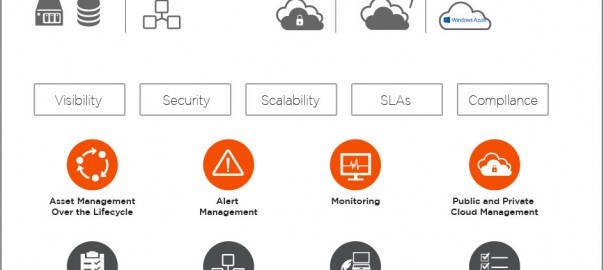 Windows Azure
Visibility
Security
Scalability
SLAs
Compllance
Asset Management
Over the Lifecycle
Alert
Management
Monitoring
Public and Private
Cloud Management